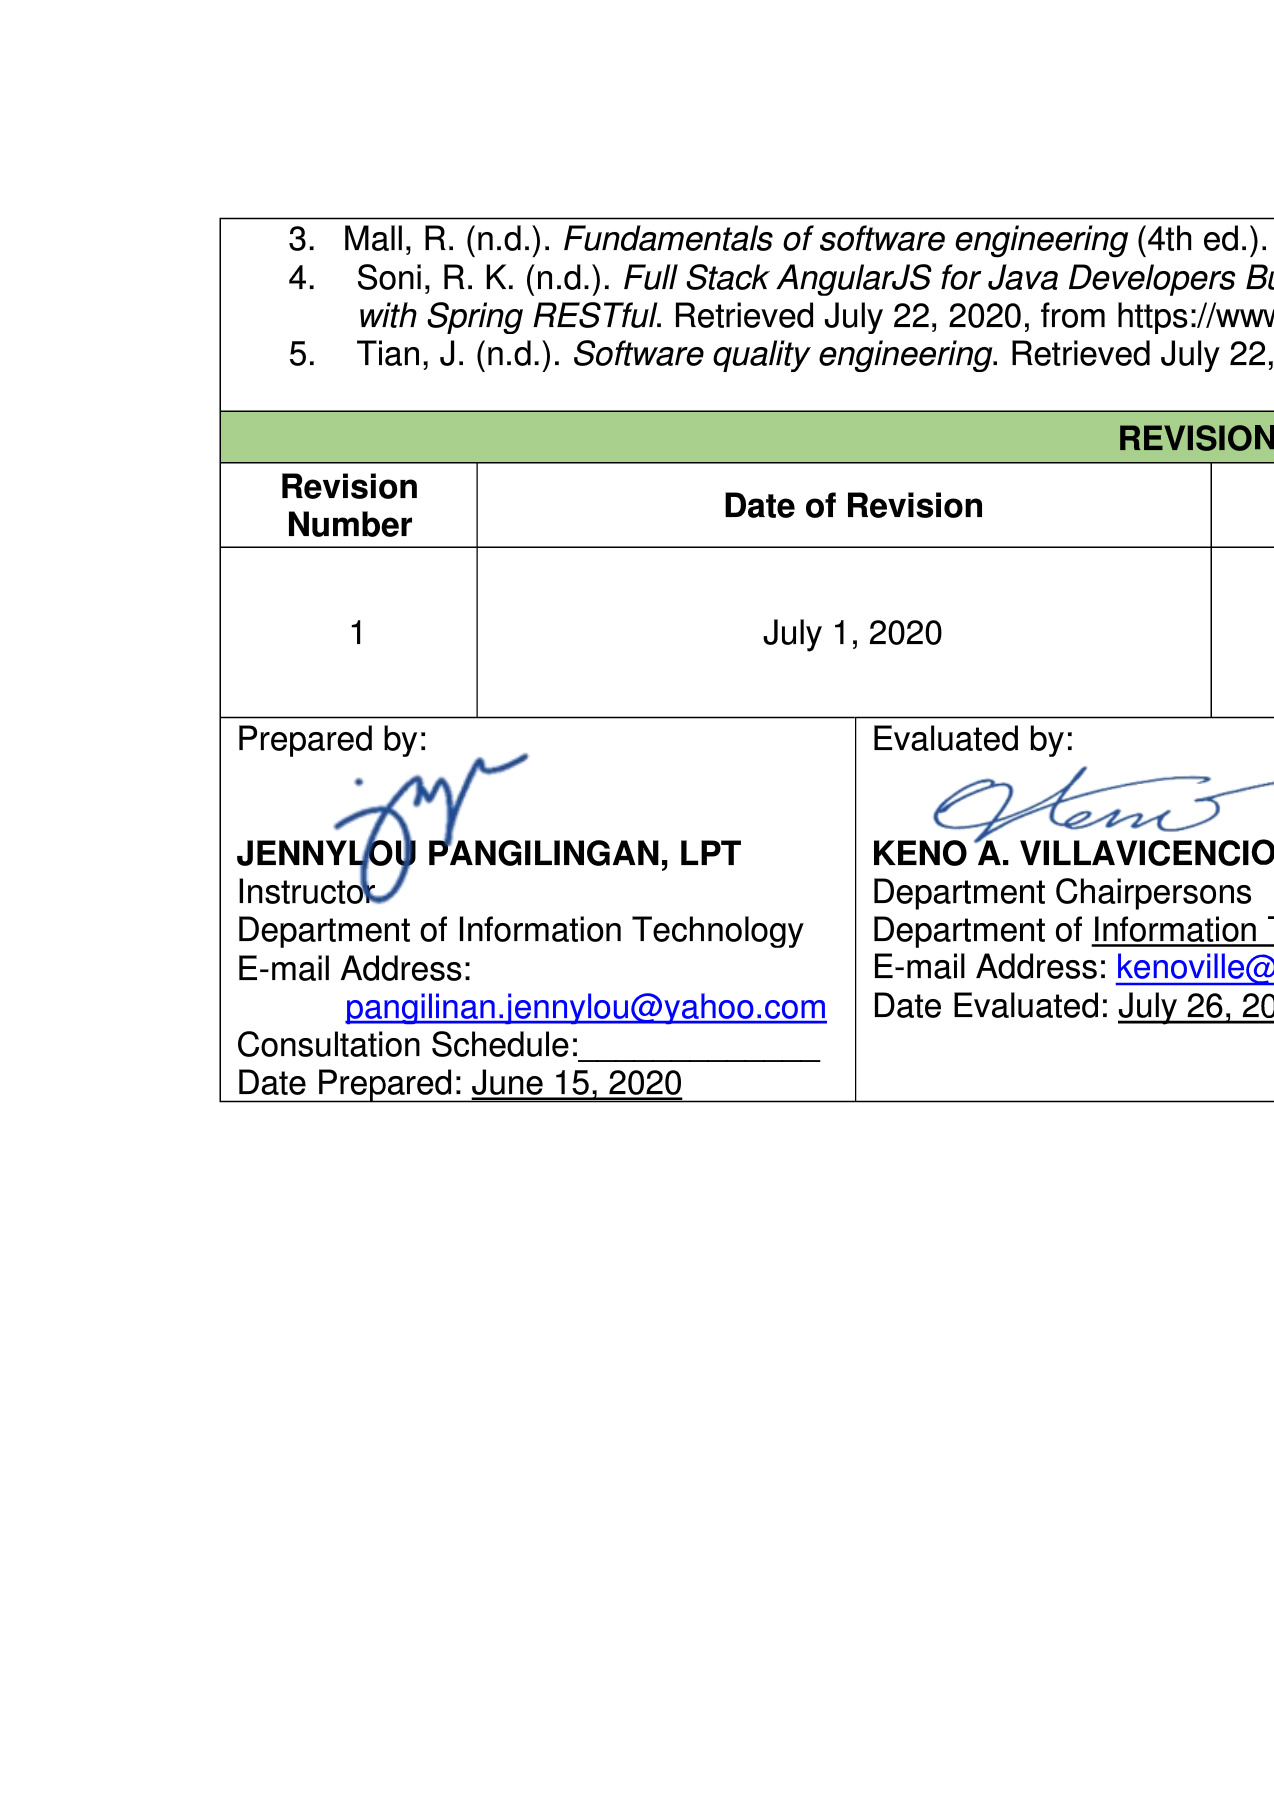 3. Mall, R. (n.d.). Fundamentals of software engineering (4th ed.).
4. Soni, R. K. (n.d.). Full Stack AngularJS for Java Developers
with Spring RESTful. Retrieved July 22, 2020, from https://www
5. Tian, J. (n.d.). Software quality engineering. Retrieved July 22,
REVISION
Revision
Number
Date of Revision
1
July 1, 2020
Prepared by:
JENNYLOU PANGILINGAN, LPT
Instructor
Department of Information Technology
E-mail Address:
pangilinan.jennylou@yahoo.com
Consultation Schedule:_____________
Date Prepared: June 15, 2020
Evaluated by:
KENO A. VILLAVICENCIO
Department Chairpersons
Department of Information
E-mail Address: kenoville@
Date Evaluated: July 26, 20